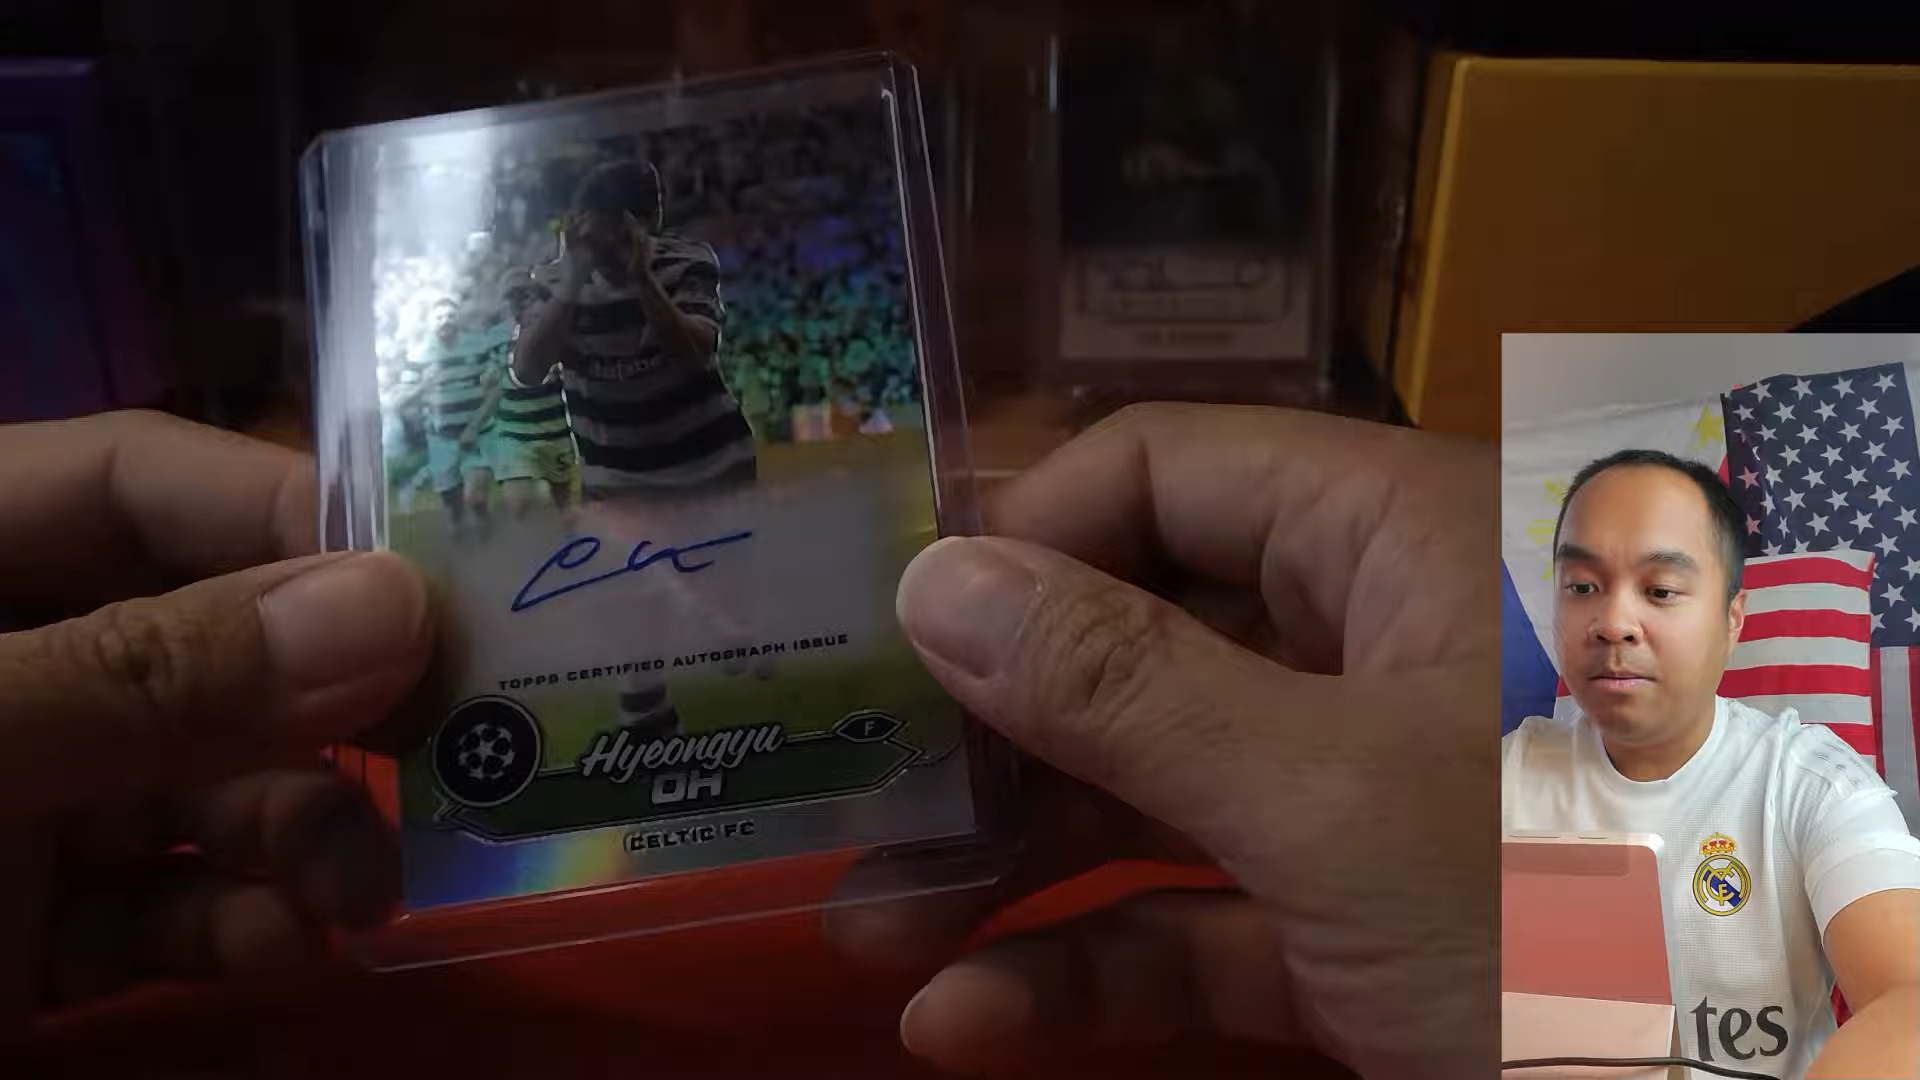 TOPPS CERTIFIED AUTOGRAPH ISSUE
Hyeongyu
F
OH
CELTIC FC
tes